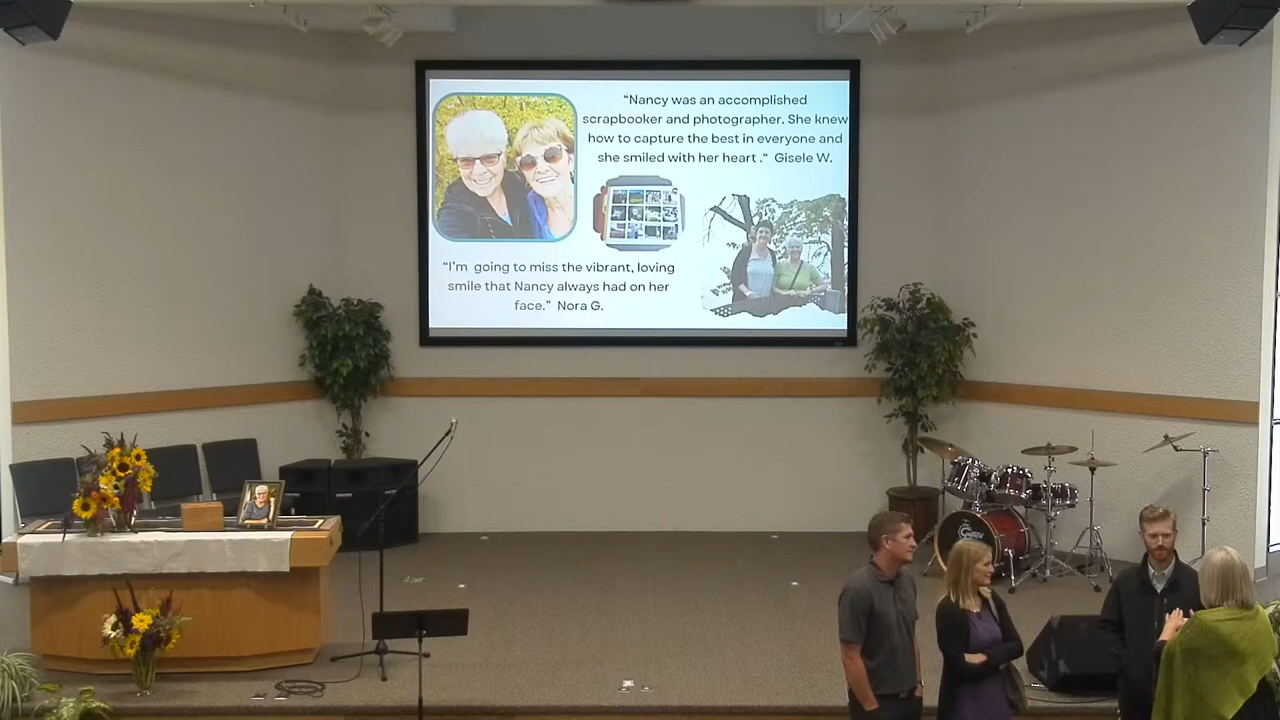 "Nancy was an accomplished
scrapbooker and photographer. She knew
how to capture the best in everyone and
she smiled with her heart ." Gisele W.
"I'm going to miss the vibrant, loving
smile that Nancy always had on her
face." Nora G.